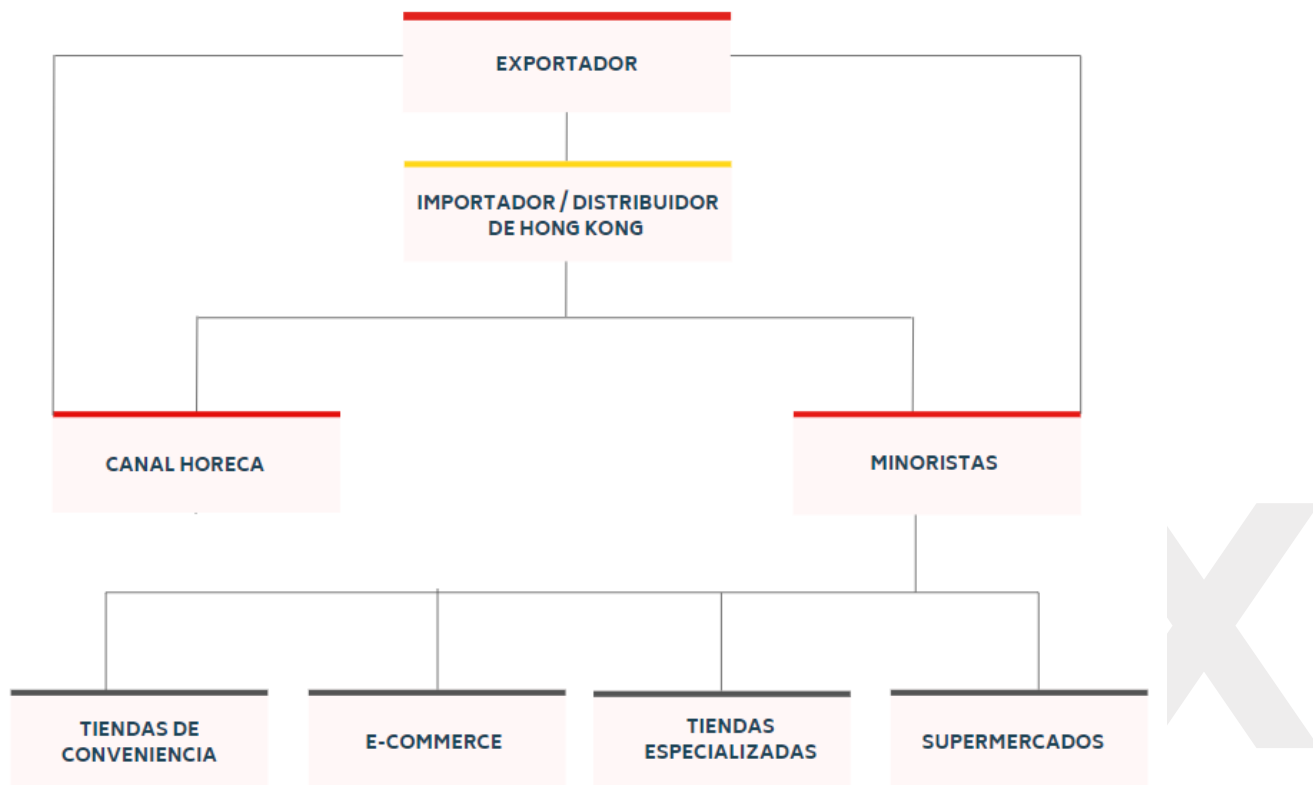 EXPORTADOR
IMPORTADOR / DISTRIBUIDOR
DE HONG KONG
CANAL HORECA
MINORISTAS
TIENDAS DE
CONVENIENCIA
E-COMMERCE
TIENDAS
ESPECIALIZADAS
SUPERMERCADOS